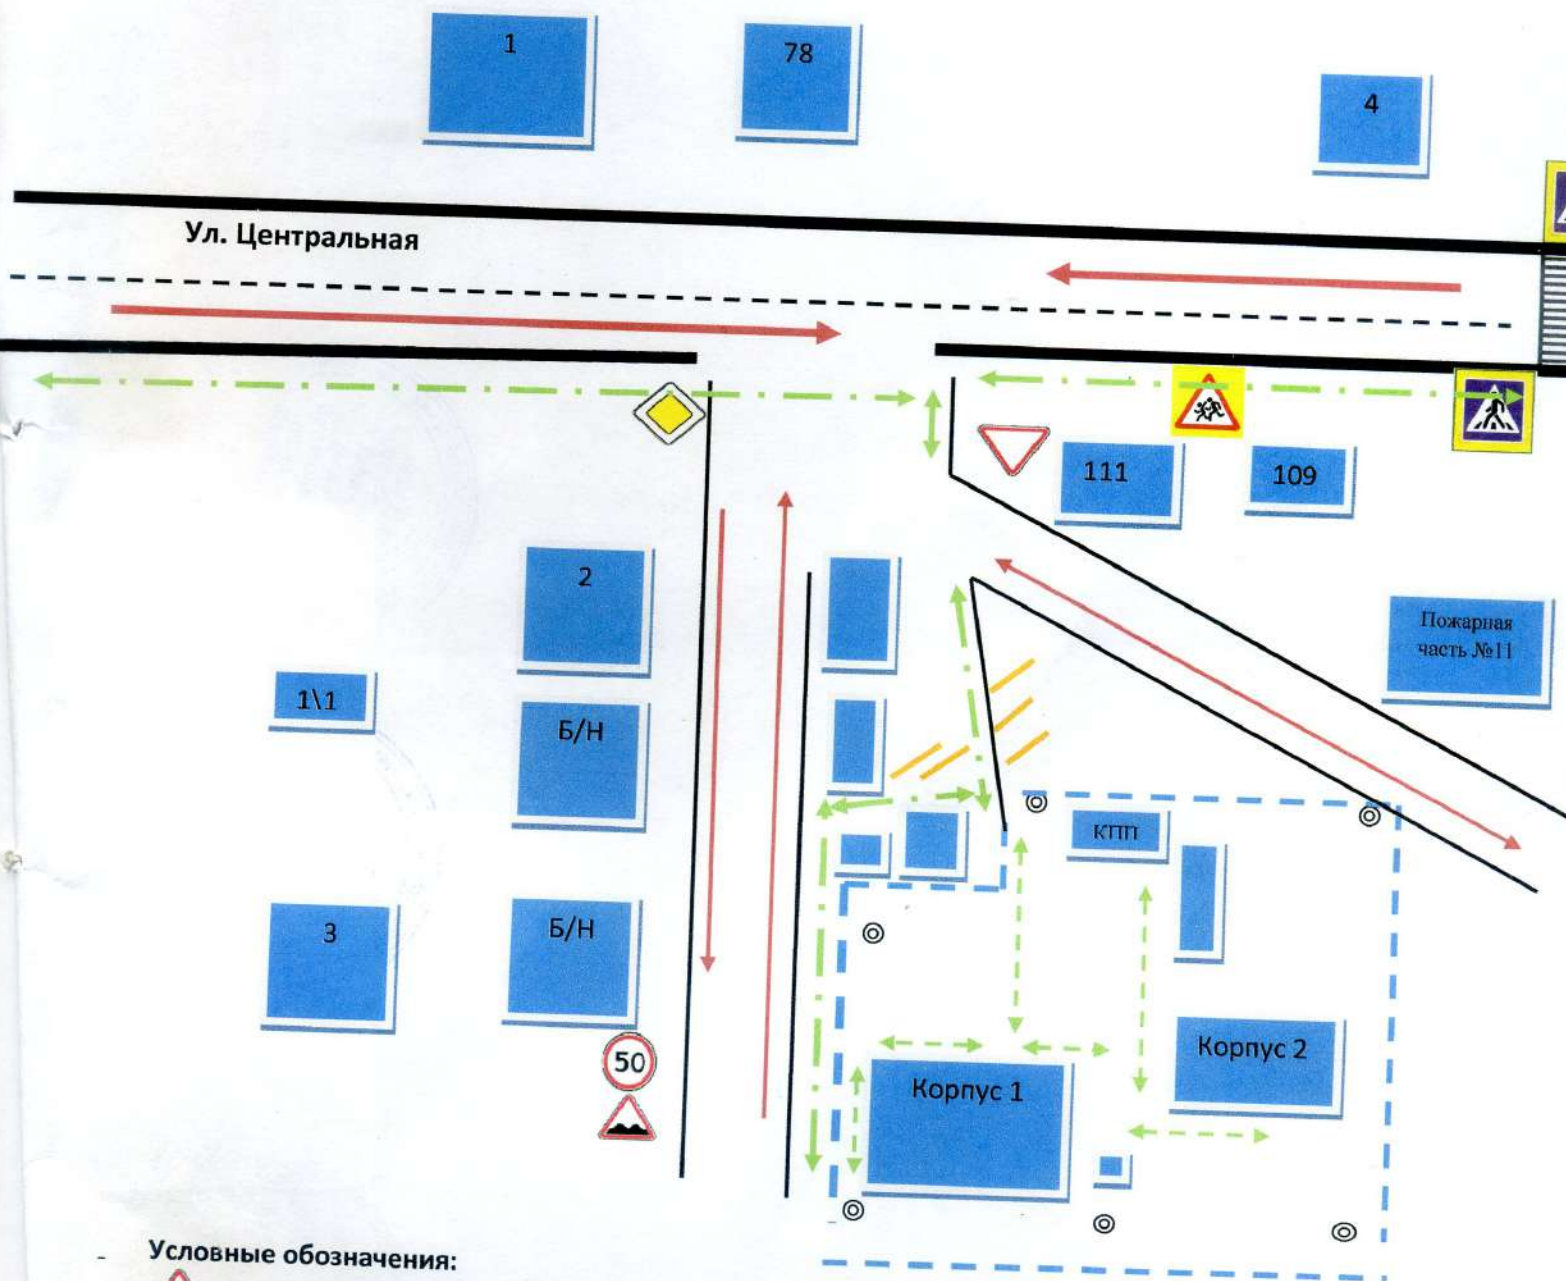 1
78
4
Ул. Центральная
111
109
2
Пожарная
часть №11
1\1
Б/Н
КПП
3
Б/Н
50
Корпус 2
Корпус 1
Условные обозначения: